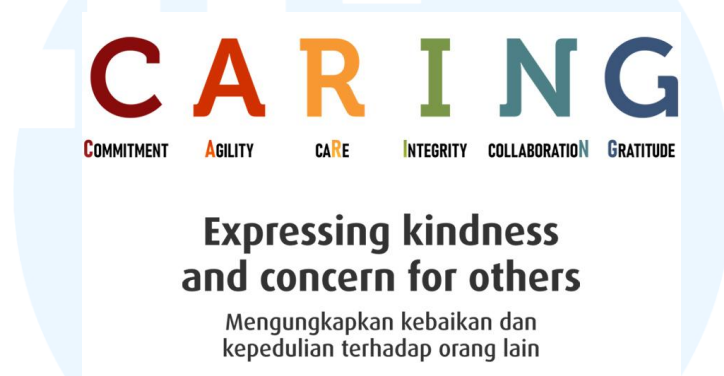 CARING
COMMITMENT AGILITY CARE INTEGRITY COLLABORATION GRATITUDE
Expressing kindness
and concern for others
Mengungkapkan kebaikan dan
kepedulian terhadap orang lain